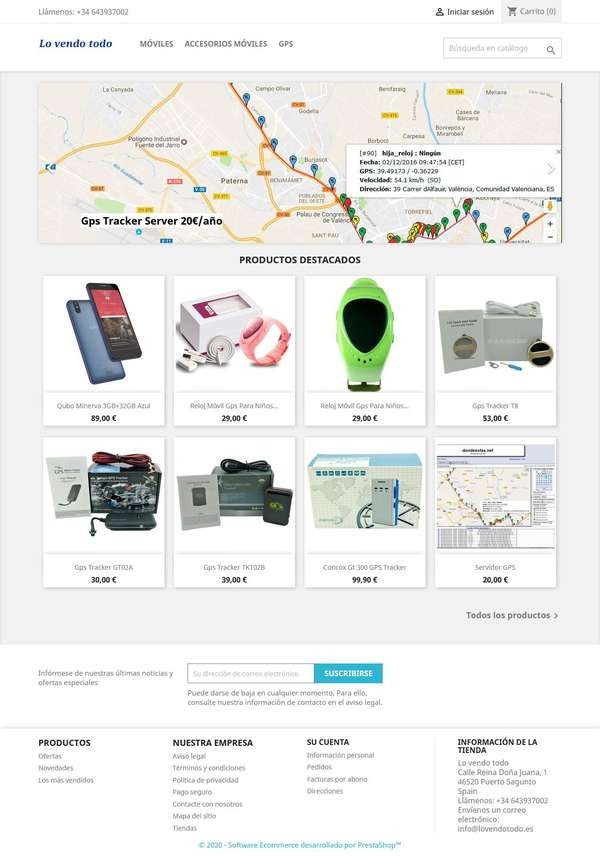 Llámenos: +34 643937002
Iniciar sesión
Carrito (0)
Lo vendo todo
MÓVILES
ACCESORIOS MÓVILES
GPS
Búsqueda en catálogo
La Canyada
Campo Olivar
Godella
Benifaraig
Meliana
Casas de
Bárcena
Borbotó
Bonrepòs y
Mirambell
Polígono Industrial
Fuente del Jarro
Burjasot
Paterna
BENIMÀMET
POBLADOS
DEL OESTE
Palau de Congressos
de València
SANT PAU
TORREFIEL
[#90] hija_reloj : Ningún
Fecha: 02/12/2016 09:47:54 [CET]
GPS: 39.49173 / -0.36229
Velocidad: 54.1 km/h (SO)
Dirección: 39 Carrer dAlfauir, València, Comunidad Valenciana, ES
Gps Tracker Server 20€/año
PRODUCTOS DESTACADOS
Qubo Minerva 3GB+32GB Azul
89,00 €
Reloj Móvil Gps Para Niños...
29,00 €
Reloj Móvil Gps Para Niños...
29,00 €
Gps Tracker T8
53,00 €
dondeestas.net
Gps Tracker GT02A
30,00 €
Gps Tracker TK102B
39,00 €
Concox Gt 300 GPS Tracker
99,90 €
Servidor GPS
20,00 €
Todos los productos
Infórmese de nuestras últimas noticias y
ofertas especiales
Su dirección de correo electrónico
SUSCRIBIRSE
Puede darse de baja en cualquier momento. Para ello,
consulte nuestra información de contacto en el aviso legal.
PRODUCTOS
Ofertas
Novedades
Los más vendidos
NUESTRA EMPRESA
Aviso legal
Términos y condiciones
Política de privacidad
Pago seguro
Contacte con nosotros
Mapa del sitio
Tiendas
SU CUENTA
Información personal
Pedidos
Facturas por abono
Direcciones
INFORMACIÓN DE LA
TIENDA
Lo vendo todo
Calle Reina Doña Juana, 1
46520 Puerto Sagunto
Spain
Llámenos: +34 643937002
Envíenos un correo
electrónico:
info@lovendotodo.es
© 2020 - Software Ecommerce desarrollado por PrestaShop™